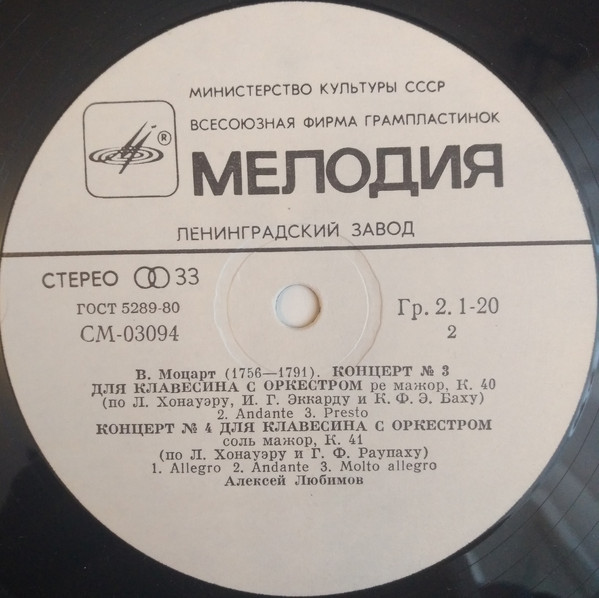 МИНИСТЕРСТВО КУЛЬТУРЫ СССР
ВСЕСОЮЗНАЯ ФИРМА ГРАМПЛАСТИНОК
®
МЕЛОДИЯ
ЛЕНИНГРАДСКИЙ ЗАВОД
СТЕРЕО 33
ГОСТ 5289-80
Гр. 2. 1-20
СМ-03094
2
В. Моцарт (1756—1791). КОНЦЕРТ № 3
ДЛЯ КЛАВЕСИНА С ОРКЕСТРОМ ре мажор, К. 40
(по Л. Хонауэру, И. Г. Эккарду и К. Ф. Э. Баху)
2. Andante 3. Presto
КОНЦЕРТ № 4 ДЛЯ КЛАВЕСИНА С ОРКЕСТРОМ
соль мажор, К. 41
(по Л. Хонауэру и Г. Ф. Раупаху)
1. Allegro 2. Andante 3. Molto allegro
Алексей Любимов